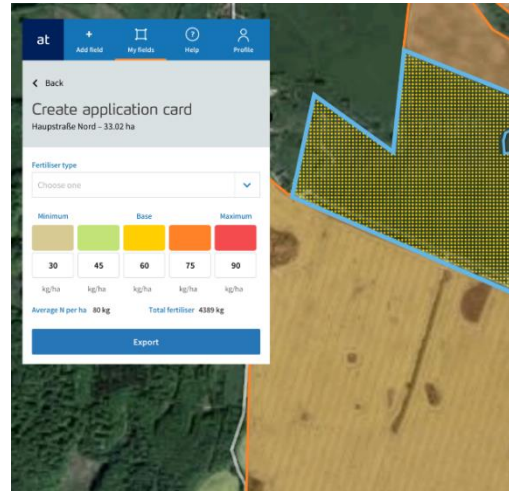 at
+
Add field
My fields
?
Help
Profile
Back
Create application card
Haupstraße Nord – 33.02 ha
Fertiliser type
Choose one
Minimum Base Maximum
30 45 60 75 90
kg/ha kg/ha kg/ha kg/ha kg/ha
Average N per ha 80 kg Total fertiliser 4389 kg
Export